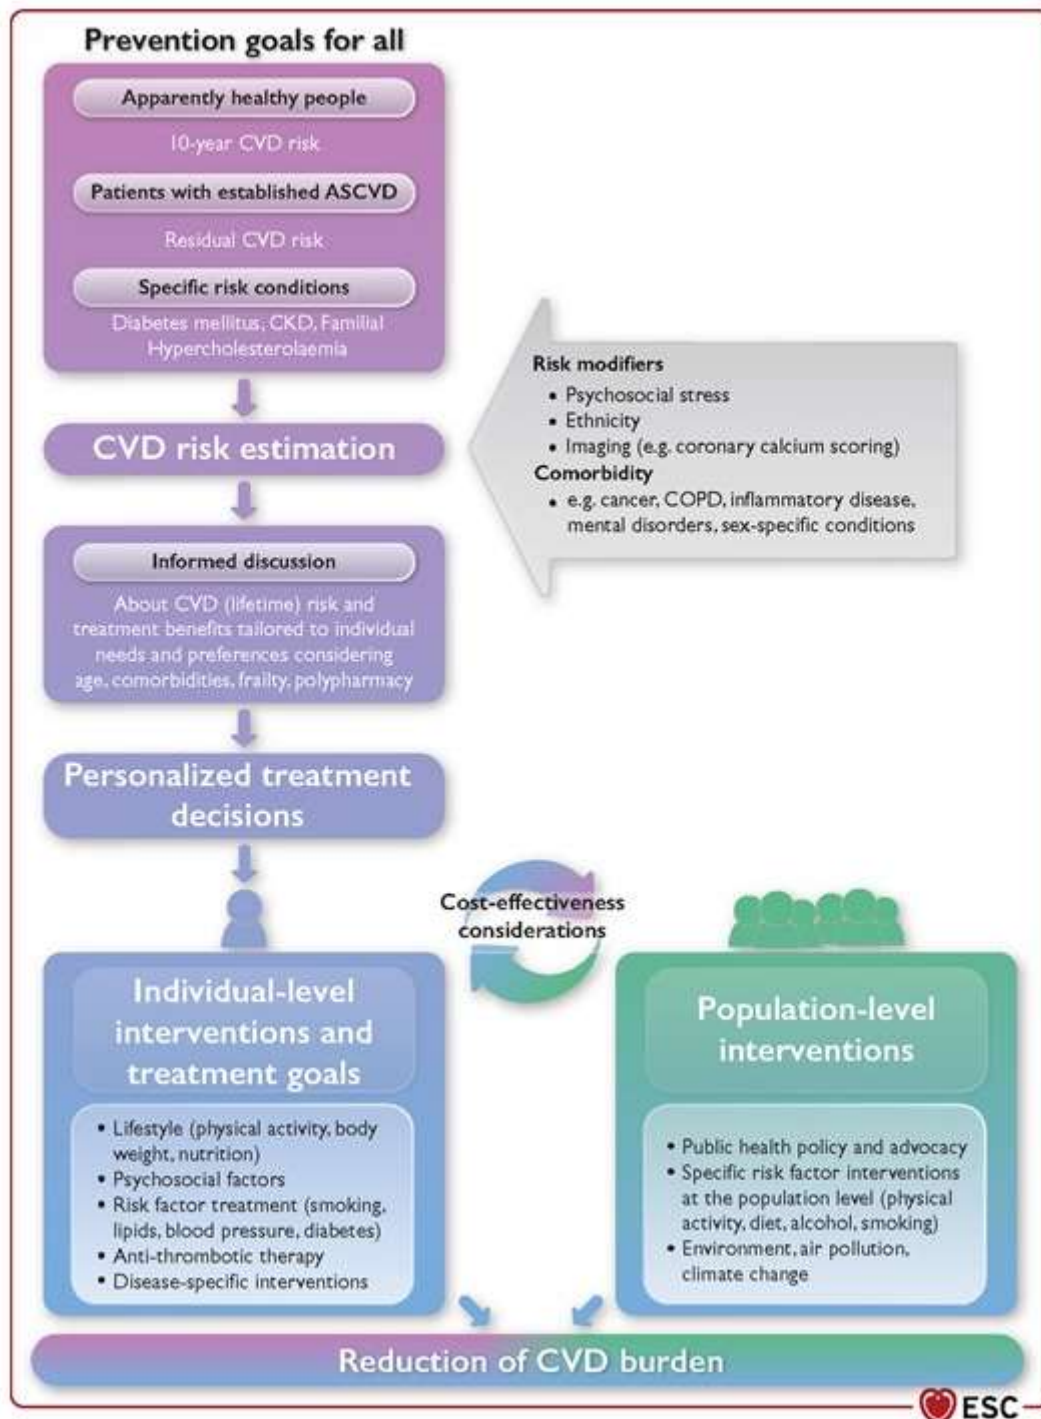 Prevention goals for all
Apparently healthy people
10-year CVD risk
Patients with established ASCVD
Residual CVD risk
Specific risk conditions
Diabetes mellitus, CKD, Familial
Hypercholesterolaemia
CVD risk estimation
Risk modifiers
• Psychosocial stress
• Ethnicity
• Imaging (e.g. coronary calcium scoring)
Comorbidity
• e.g. cancer, COPD, inflammatory disease,
mental disorders, sex-specific conditions
Informed discussion
About CVD (lifetime) risk and
treatment benefits tailored to individual
needs and preferences considering
age, comorbidities, frailty, polypharmacy
Personalized treatment
decisions
Cost-effectiveness
considerations
Individual-level
interventions and
treatment goals
• Lifestyle (physical activity, body
weight, nutrition)
• Psychosocial factors
• Risk factor treatment (smoking,
lipids, blood pressure, diabetes)
• Anti-thrombotic therapy
• Disease-specific interventions
Population-level
interventions
• Public health policy and advocacy
• Specific risk factor interventions
at the population level (physical
activity, diet, alcohol, smoking)
• Environment, air pollution,
climate change
Reduction of CVD burden
ESC